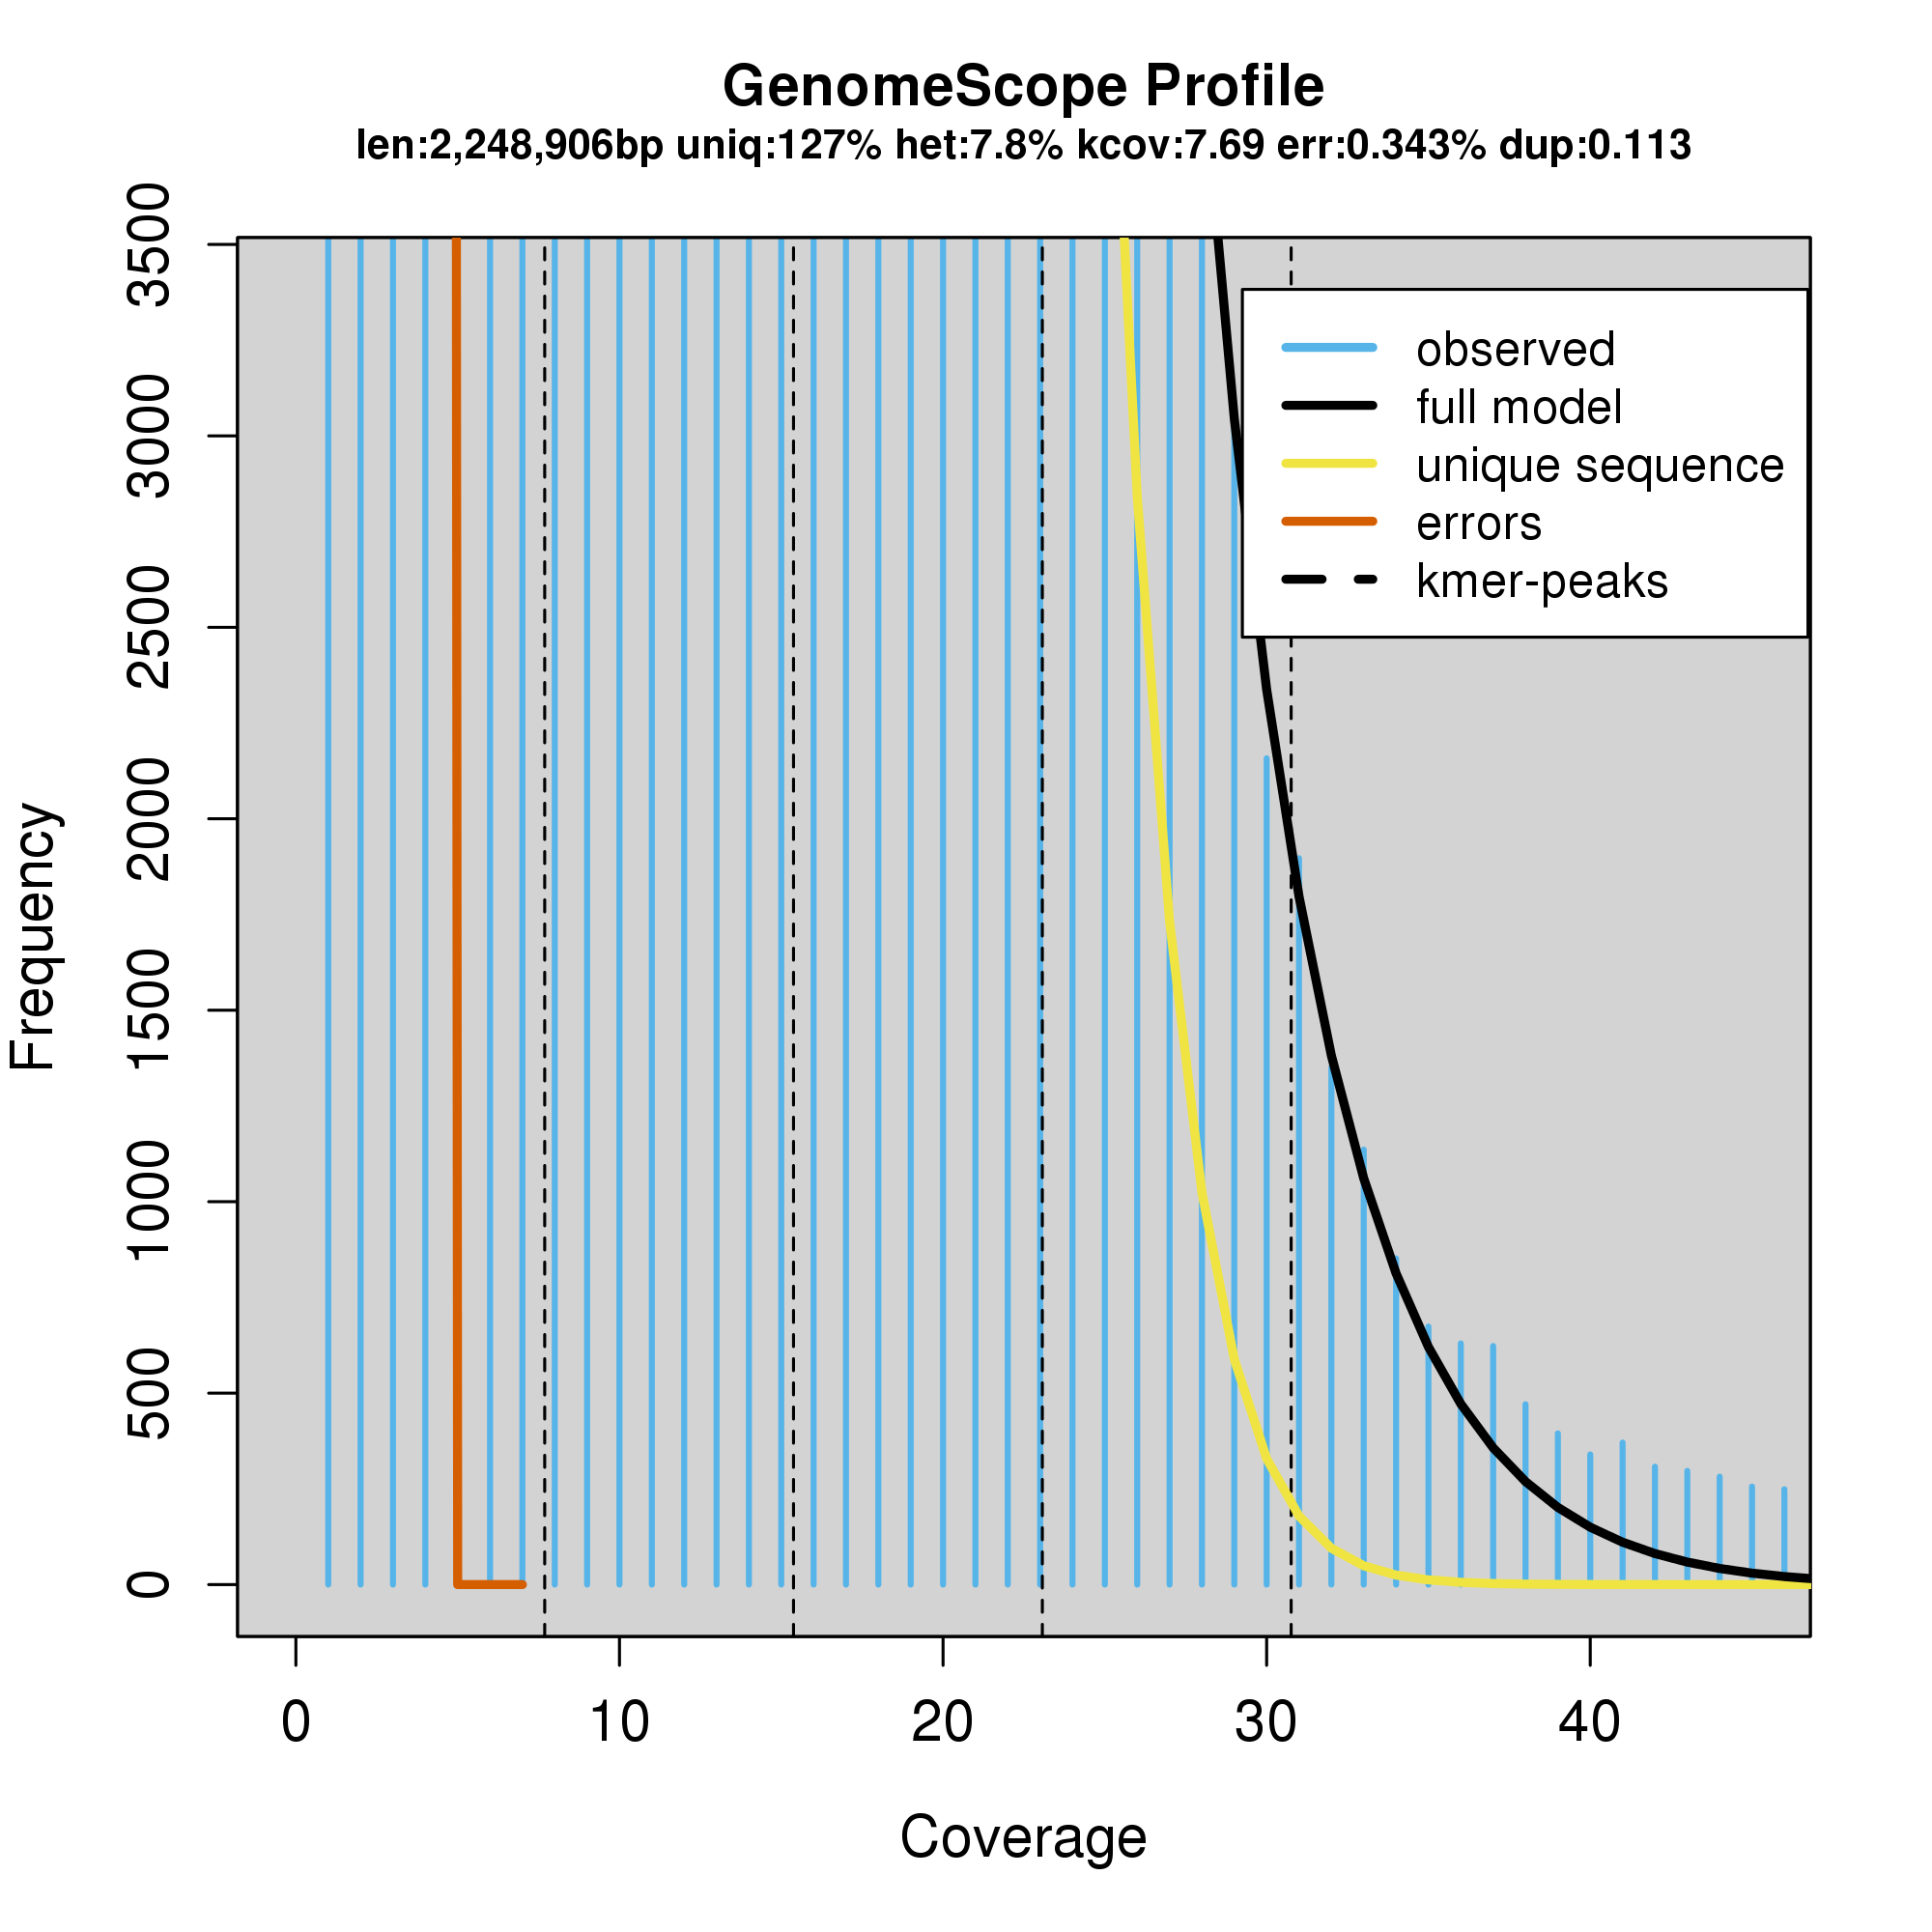 GenomeScope Profile
len:2,248,906bp uniq:127% het:7.8% kcov:7.69 err:0.343% dup:0.113
3500
3000
2500
2000
1500
1000
500
0
Frequency
observed
full model
unique sequence
errors
kmer-peaks
0 10 20 30 40
Coverage